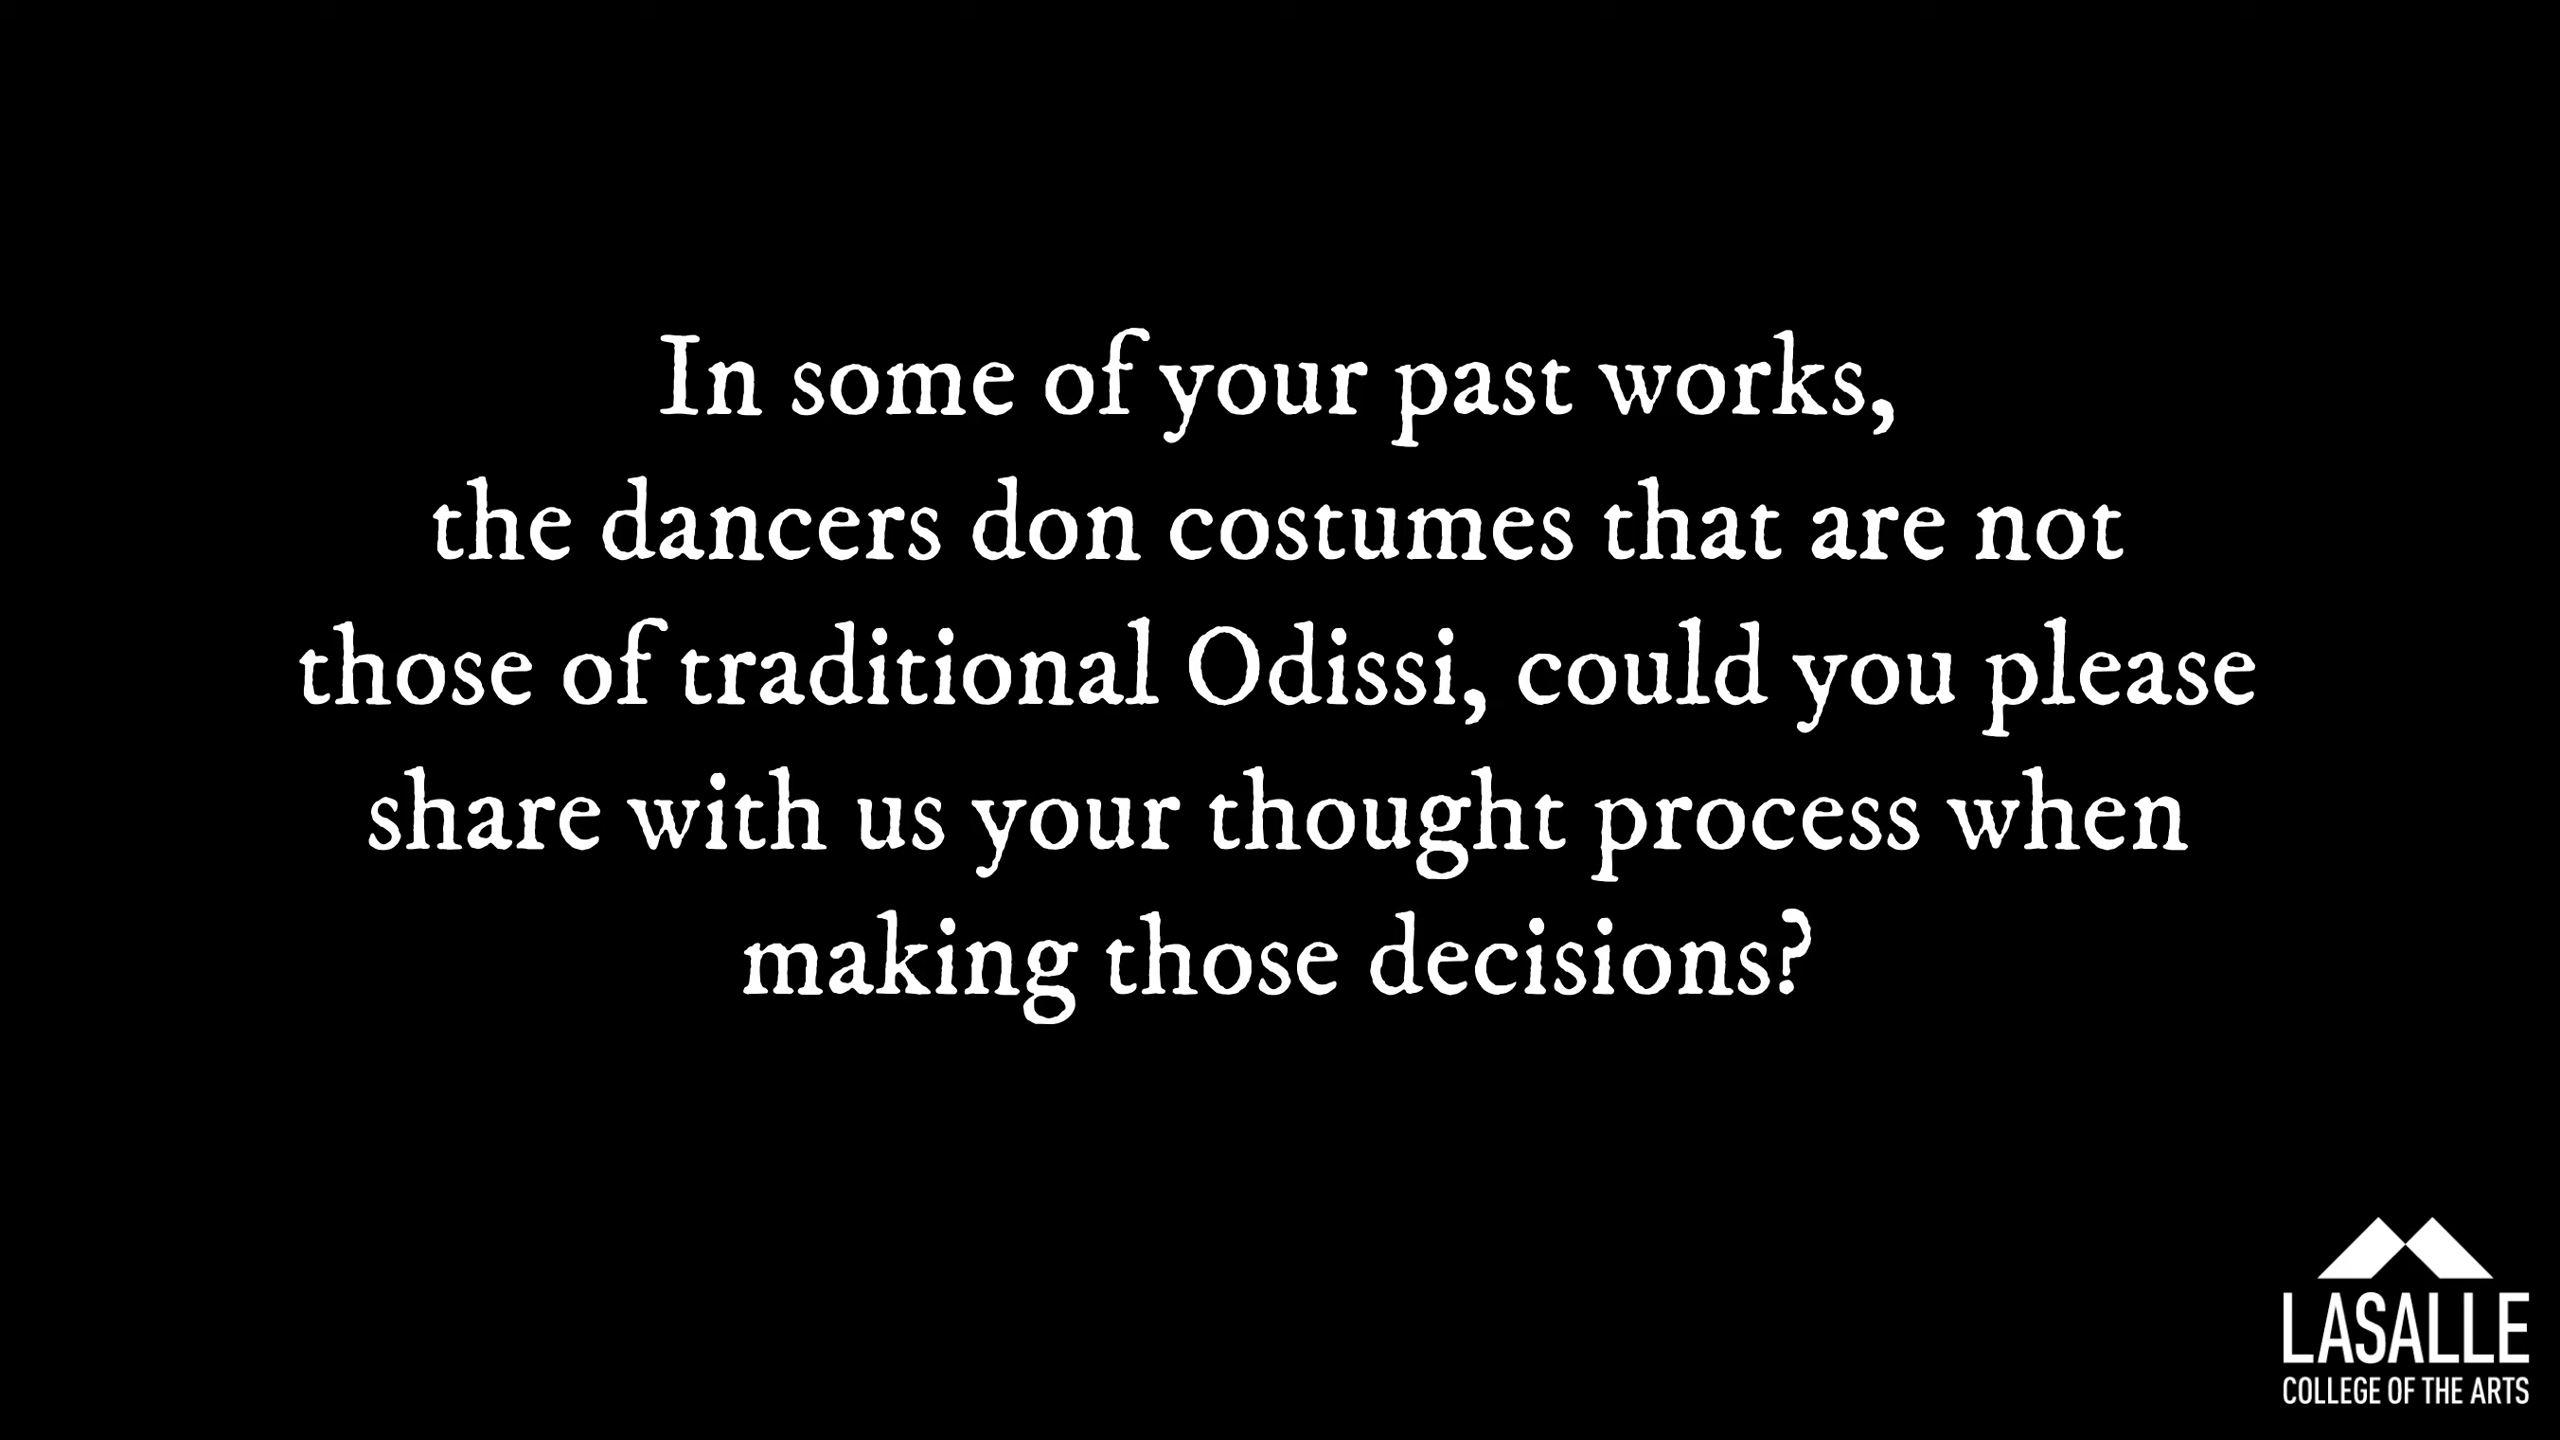 In some of your past works,
the dancers don costumes that are not
those of traditional Odissi, could you please
share with us your thought process when
making those decisions?
LASALLE
COLLEGE OF THE ARTS